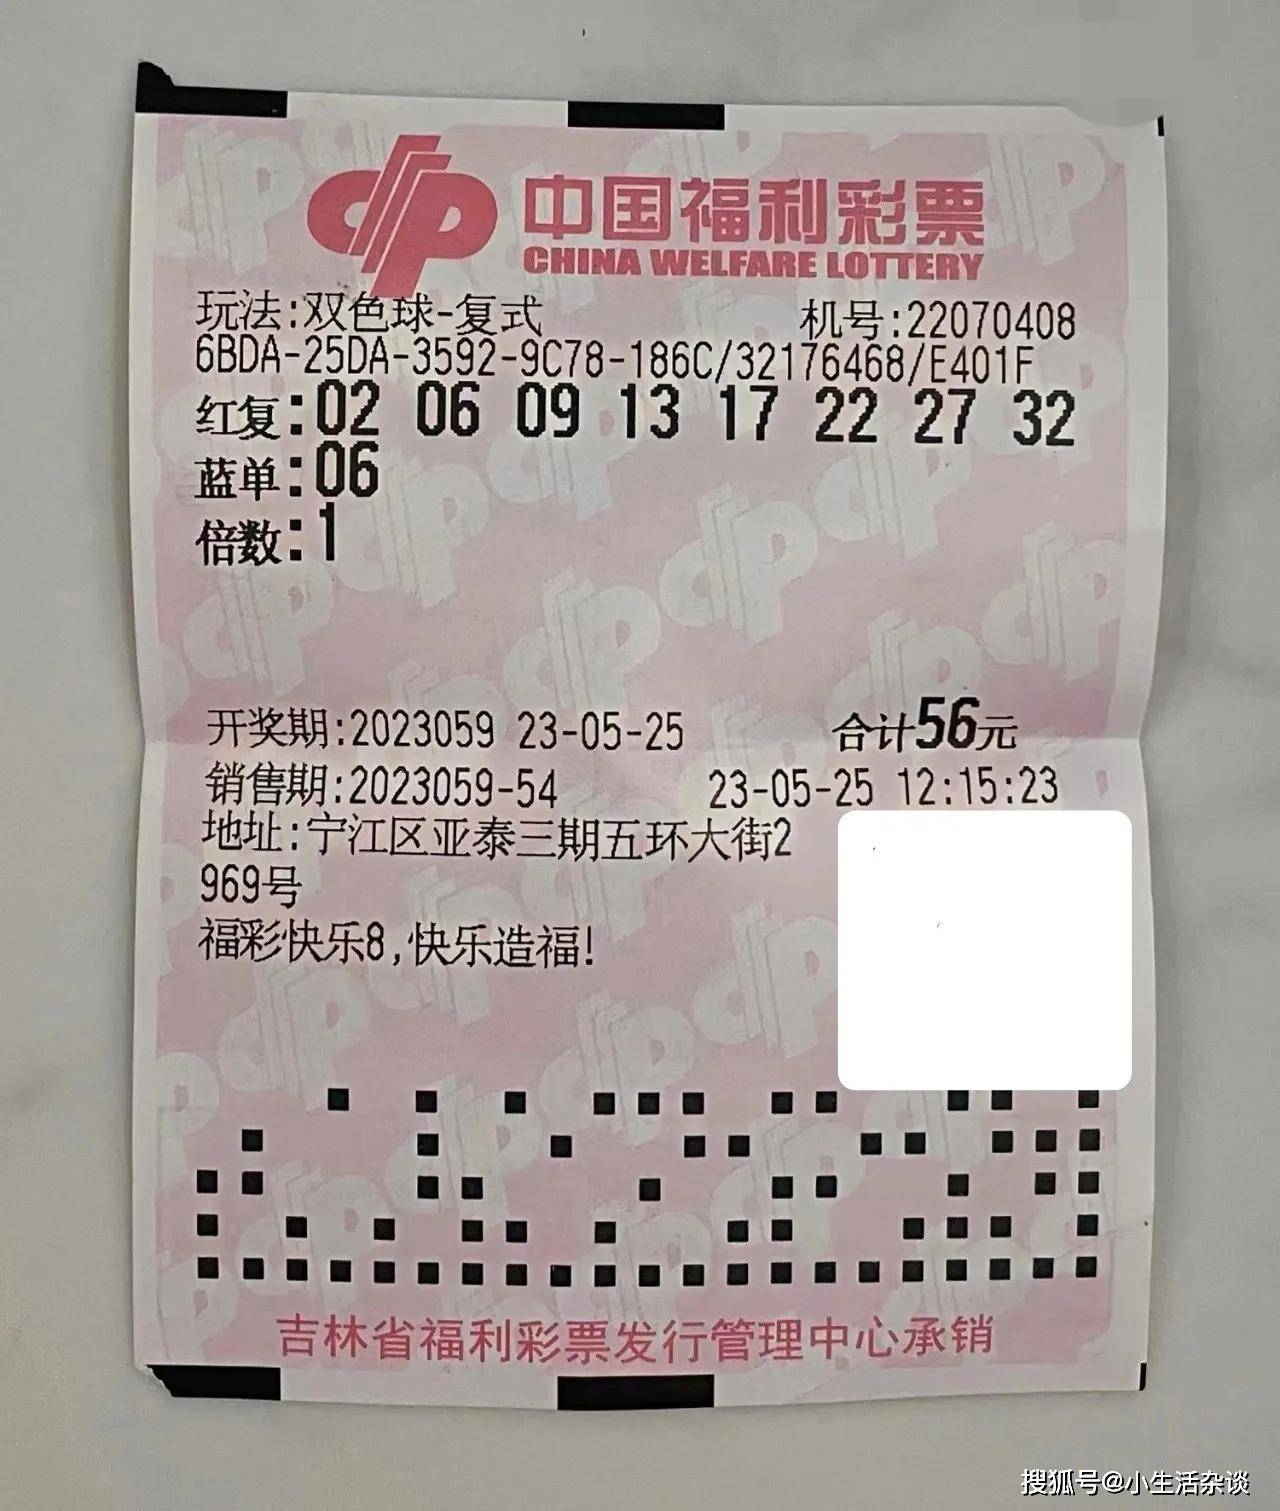 中国福利彩票
CHINA WELFARE LOTTERY
玩法:双色球-复式 机号:22070408
6BDA-25DA-3592-9C78-186C/32176468/E401F
红复:02 06 09 13 17 22 27 32
蓝单:06
倍数:1
开奖期:2023059 23-05-25 合计56元
销售期:2023059-54 23-05-25 12:15:23
地址:宁江区亚泰三期五环大街2
969号
福彩快乐8,快乐造福!
吉林省福利彩票发行管理中心承销
搜狐号@小生活杂谈